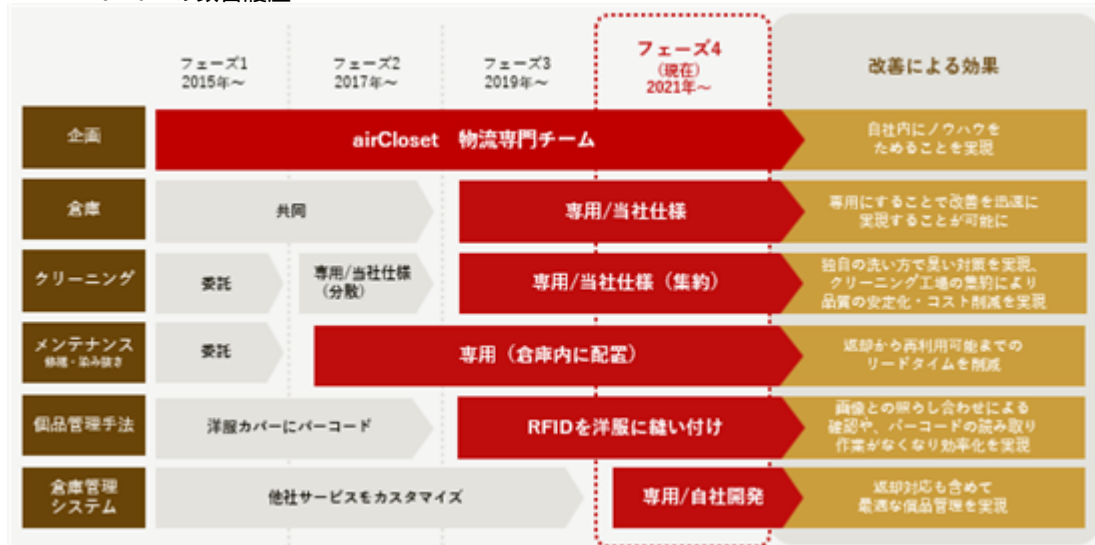 フェーズ1
2015年～
フェーズ2
2017年～
フェーズ3
2019年～
フェーズ4
(現在)
2021年～
改善による効果
企画
airCloset 物流専門チーム
自社内にノウハウを
ためることを実現
倉庫
共同
専用/当社仕様
専用にすることで改善を迅速に
実現することが可能に
クリーニング
委託
専用/当社仕様
(分散)
専用/当社仕様（集約）
独自の洗い方で臭い対策を実現、
クリーニング工場の集約により
品質の安定化・コスト削減を実現
メンテナンス
修理・染み抜き
委託
専用（倉庫内に配置）
返却から再利用可能までの
リードタイムを削減
個品管理手法
洋服カバーにバーコード
RFIDを洋服に縫い付け
画像との照らし合わせによる
確認や、バーコードの読み取り
作業がなくなり効率化を実現
倉庫管理
システム
他社サービスをカスタマイズ
専用/自社開発
返却対応も含めて
最適な個品管理を実現